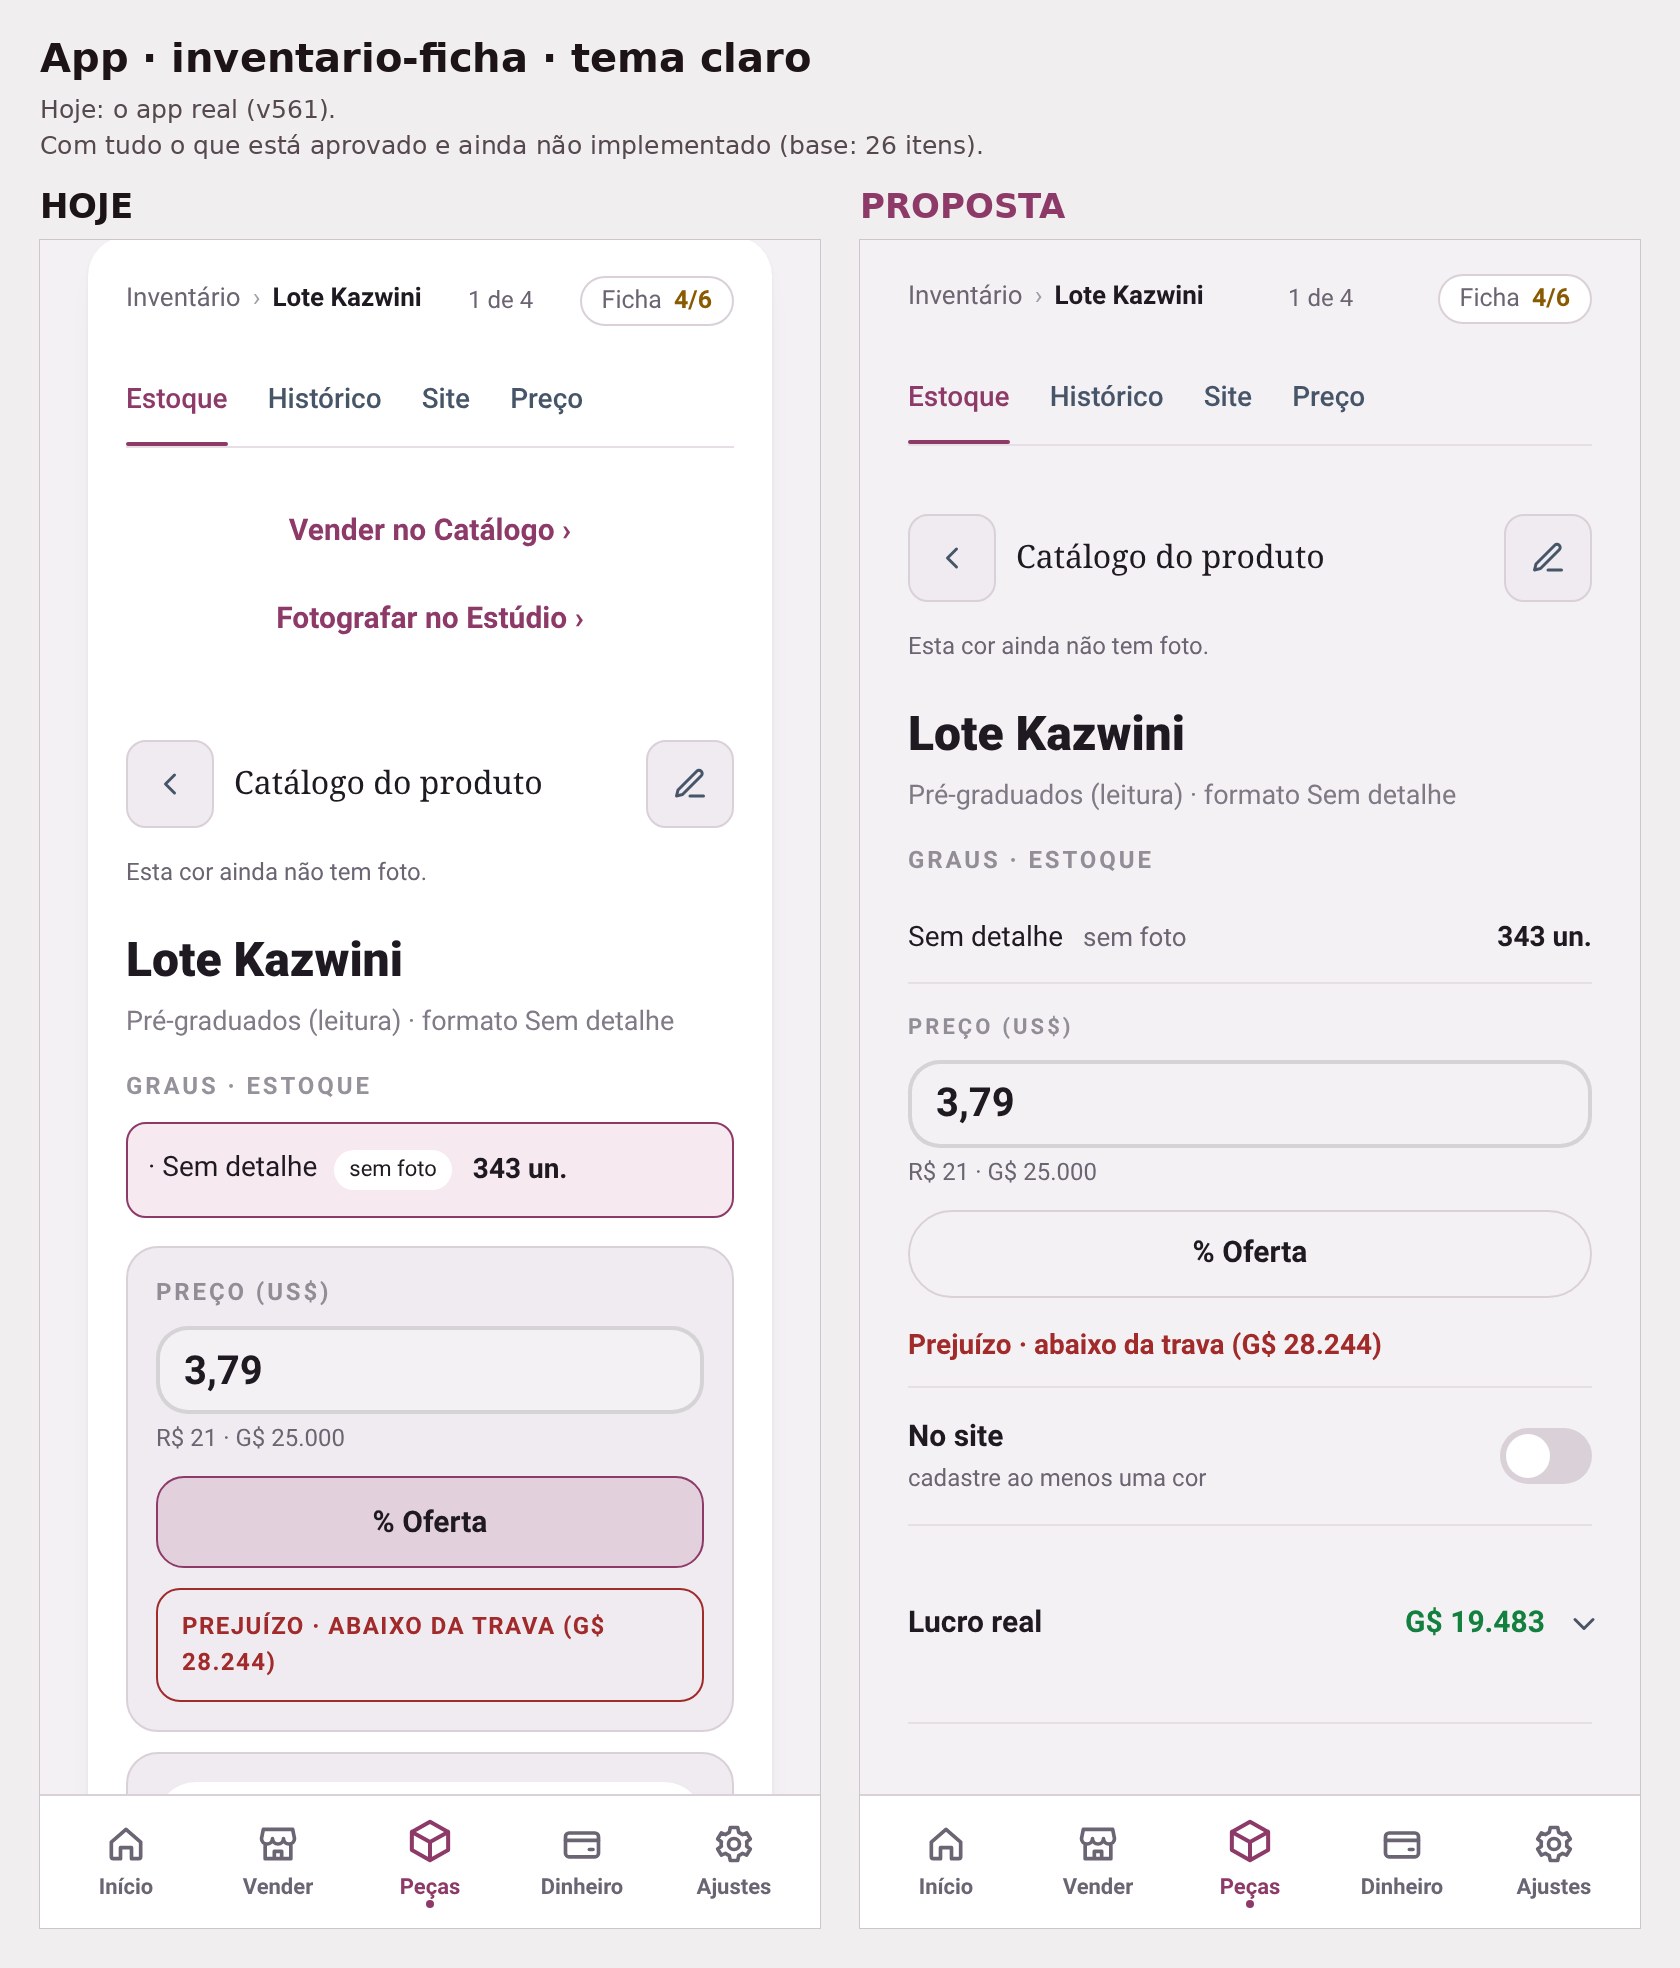 App · inventario-ficha · tema claro
Hoje: o app real (v561).
Com tudo o que está aprovado e ainda não implementado (base: 26 itens).
HOJE
Inventário › Lote Kazwini 1 de 4 Ficha 4/6
Estoque Histórico Site Preço
Vender no Catálogo ›
Fotografar no Estúdio ›
Catálogo do produto
Esta cor ainda não tem foto.
Lote Kazwini
Pré-graduados (leitura) · formato Sem detalhe
GRAUS · ESTOQUE
· Sem detalhe sem foto 343 un.
PREÇO (US$)
3,79
R$ 21 · G$ 25.000
% Oferta
PREJUÍZO · ABAIXO DA TRAVA (G$
28.244)
Início Vender Peças Dinheiro Ajustes
PROPOSTA
Inventário › Lote Kazwini 1 de 4 Ficha 4/6
Estoque Histórico Site Preço
Catálogo do produto
Esta cor ainda não tem foto.
Lote Kazwini
Pré-graduados (leitura) · formato Sem detalhe
GRAUS · ESTOQUE
Sem detalhe sem foto 343 un.
PREÇO (US$)
3,79
R$ 21 · G$ 25.000
% Oferta
Prejuízo · abaixo da trava (G$ 28.244)
No site
cadastre ao menos uma cor
Lucro real G$ 19.483
Início Vender Peças Dinheiro Ajustes